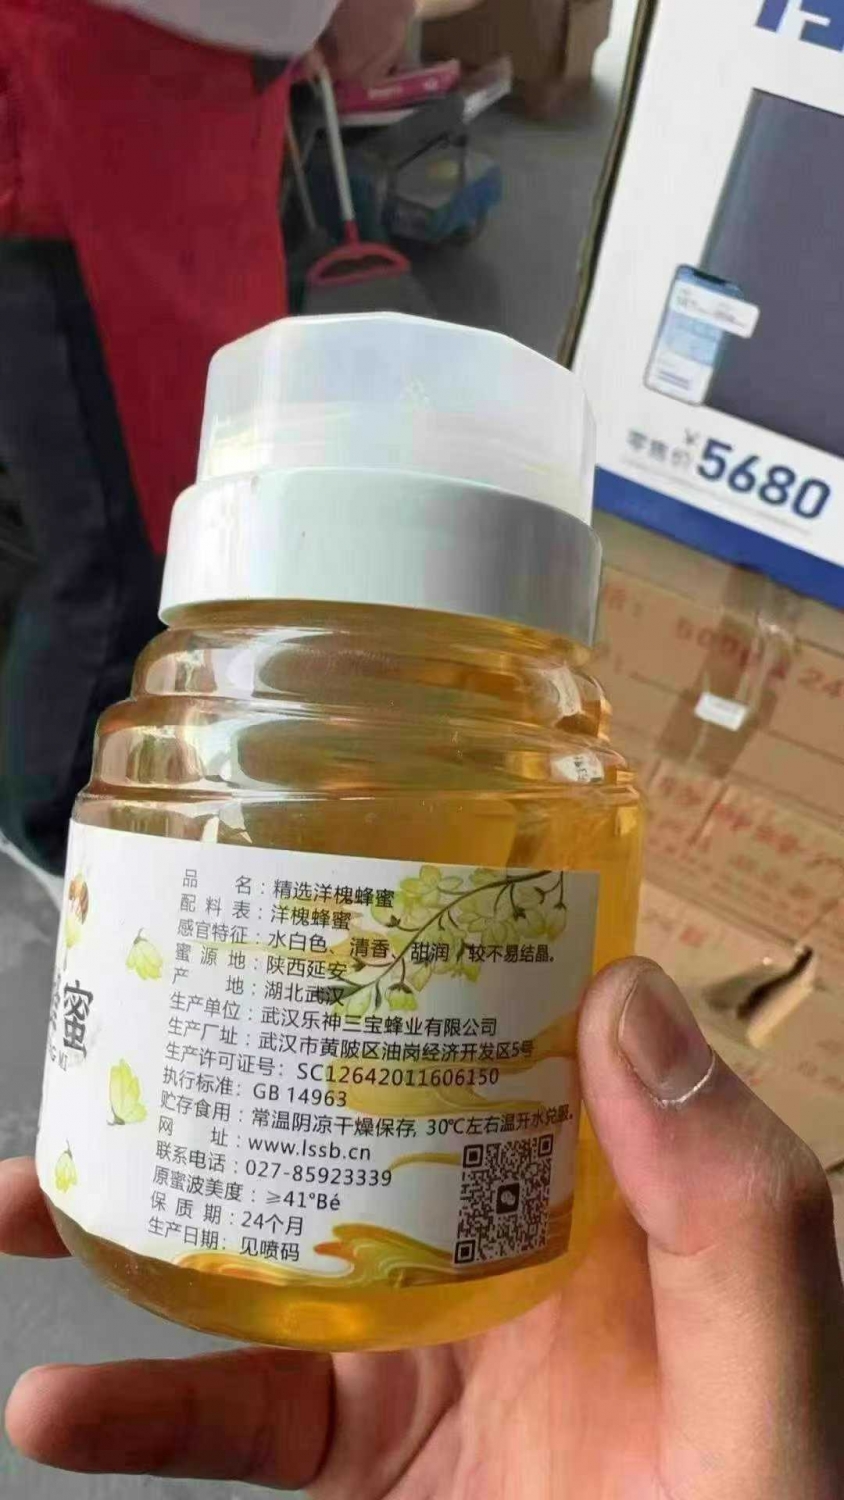 零售价 ¥5680
500g×24
品 名：精选洋槐蜂蜜
配 料 表：洋槐蜂蜜
感官特征：水白色、清香、甜润，较不易结晶。
蜜 源 地：陕西延安
产 地：湖北武汉
生产单位：武汉乐神三宝蜂业有限公司
生产厂址：武汉市黄陂区油岗经济开发区5号
生产许可证号：SC12642011606150
执行标准：GB 14963
贮存食用：常温阴凉干燥保存, 30℃左右温开水兑服。
网 址：www.lssb.cn
联系电话：027-85923339
原蜜波美度：≥41°Bé
保 质 期：24个月
生产日期：见喷码
蜜